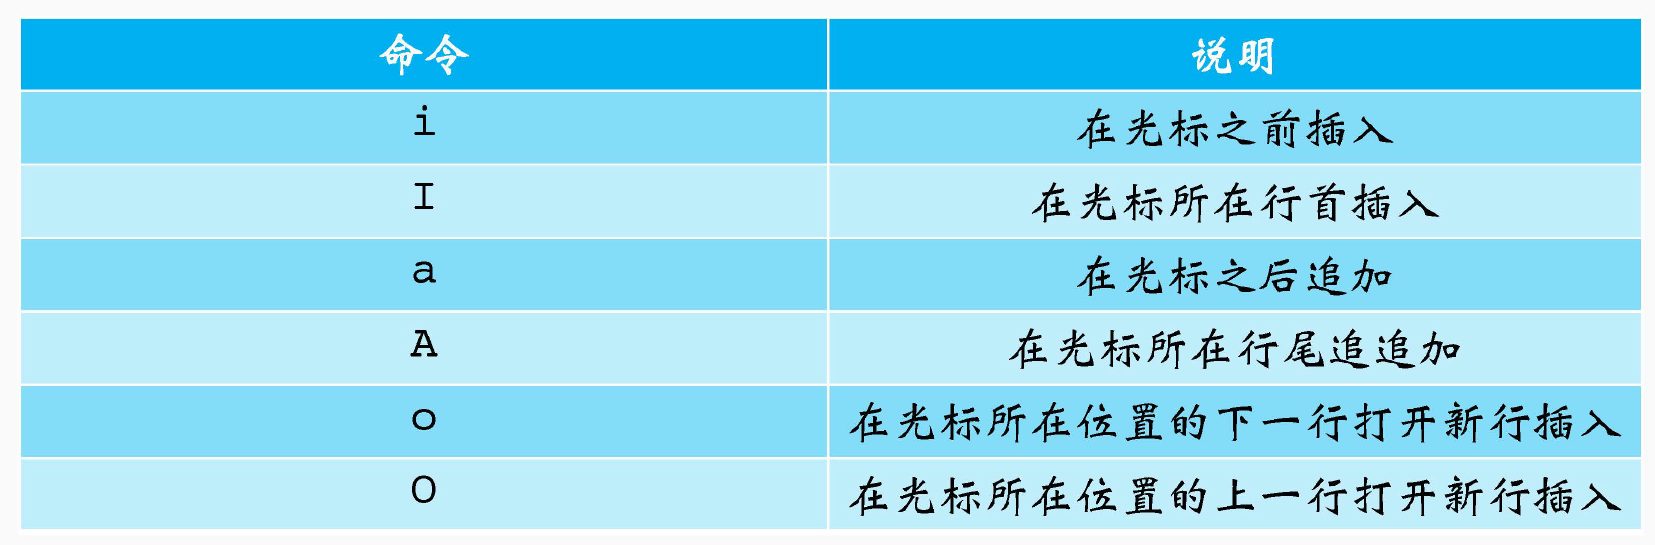 命令 说明
i 在光标之前插入
I 在光标所在行首插入
a 在光标之后追加
A 在光标所在行尾追追加
o 在光标所在位置的下一行打开新行插入
O 在光标所在位置的上一行打开新行插入